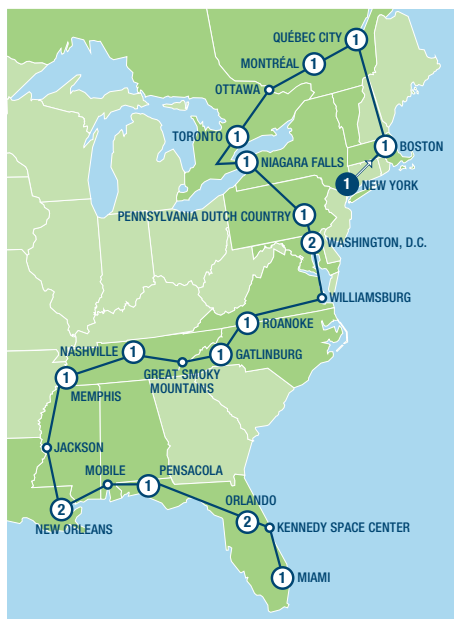 QUÉBEC CITY
1
MONTRÉAL
1
OTTAWA
TORONTO
1
1
BOSTON
1
NIAGARA FALLS
1
NEW YORK
PENNSYLVANIA DUTCH COUNTRY
1
2
WASHINGTON, D.C.
WILLIAMSBURG
1
ROANOKE
NASHVILLE
1
1
GATLINBURG
GREAT SMOKY
MOUNTAINS
1
MEMPHIS
JACKSON
MOBILE
PENSACOLA
1
ORLANDO
2
NEW ORLEANS
2
KENNEDY SPACE CENTER
1
MIAMI